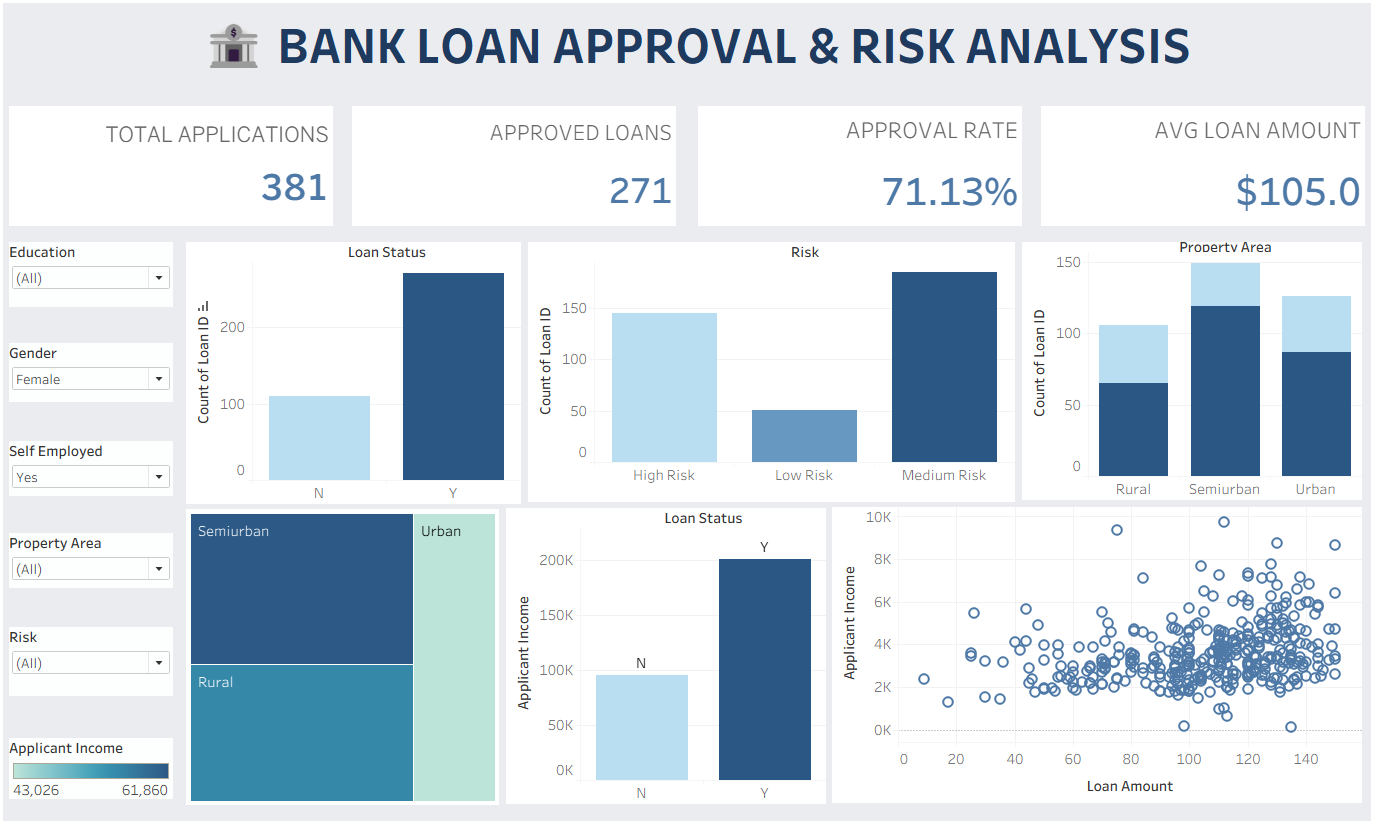 BANK LOAN APPROVAL & RISK ANALYSIS
TOTAL APPLICATIONS
381
APPROVED LOANS
271
APPROVAL RATE
71.13%
AVG LOAN AMOUNT
$105.0
Education
(All)
Gender
Female
Self Employed
Yes
Property Area
(All)
Risk
(All)
Applicant Income
43,026 61,860
Loan Status
Count of Loan ID
200
100
0
N Y
Risk
Count of Loan ID
150
100
50
0
High Risk Low Risk Medium Risk
Property Area
Count of Loan ID
150
100
50
0
Rural Semiurban Urban
Semiurban
Urban
Rural
Loan Status
Applicant Income
200K
150K
100K
50K
0K
Y
N
N Y
Applicant Income
10K
8K
6K
4K
2K
0K
0 20 40 60 80 100 120 140
Loan Amount